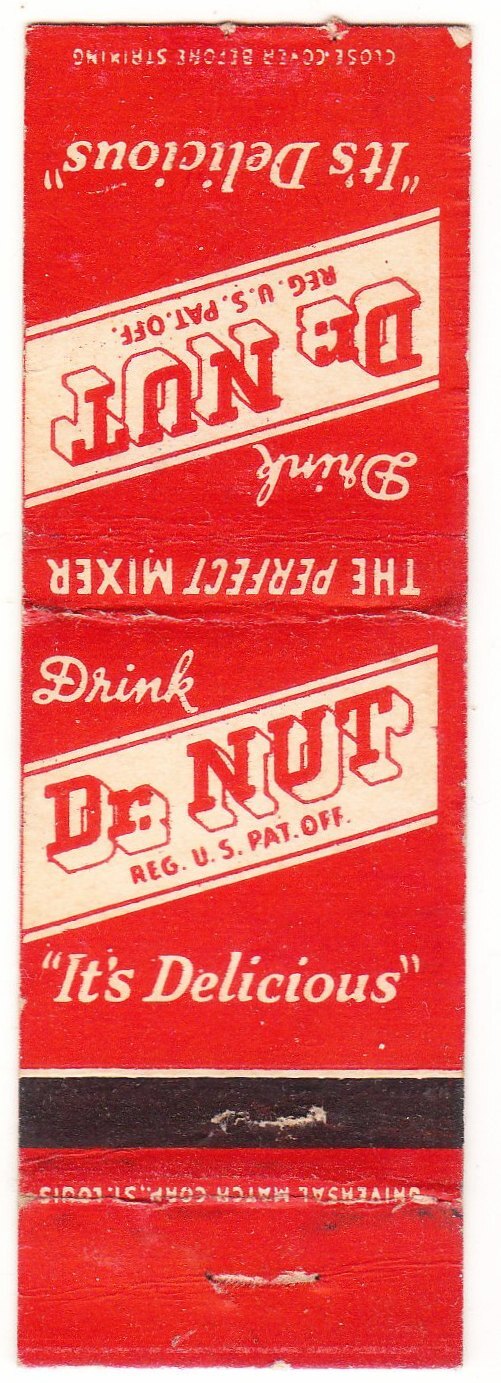 CLOSE COVER BEFORE STRIKING
"It's Delicious"
REG. U.S. PAT. OFF.
DR NUT
Drink
THE PERFECT MIXER
Drink
DR NUT
REG. U.S. PAT. OFF.
"It's Delicious"
UNIVERSAL MATCH CORP., ST. LOUIS